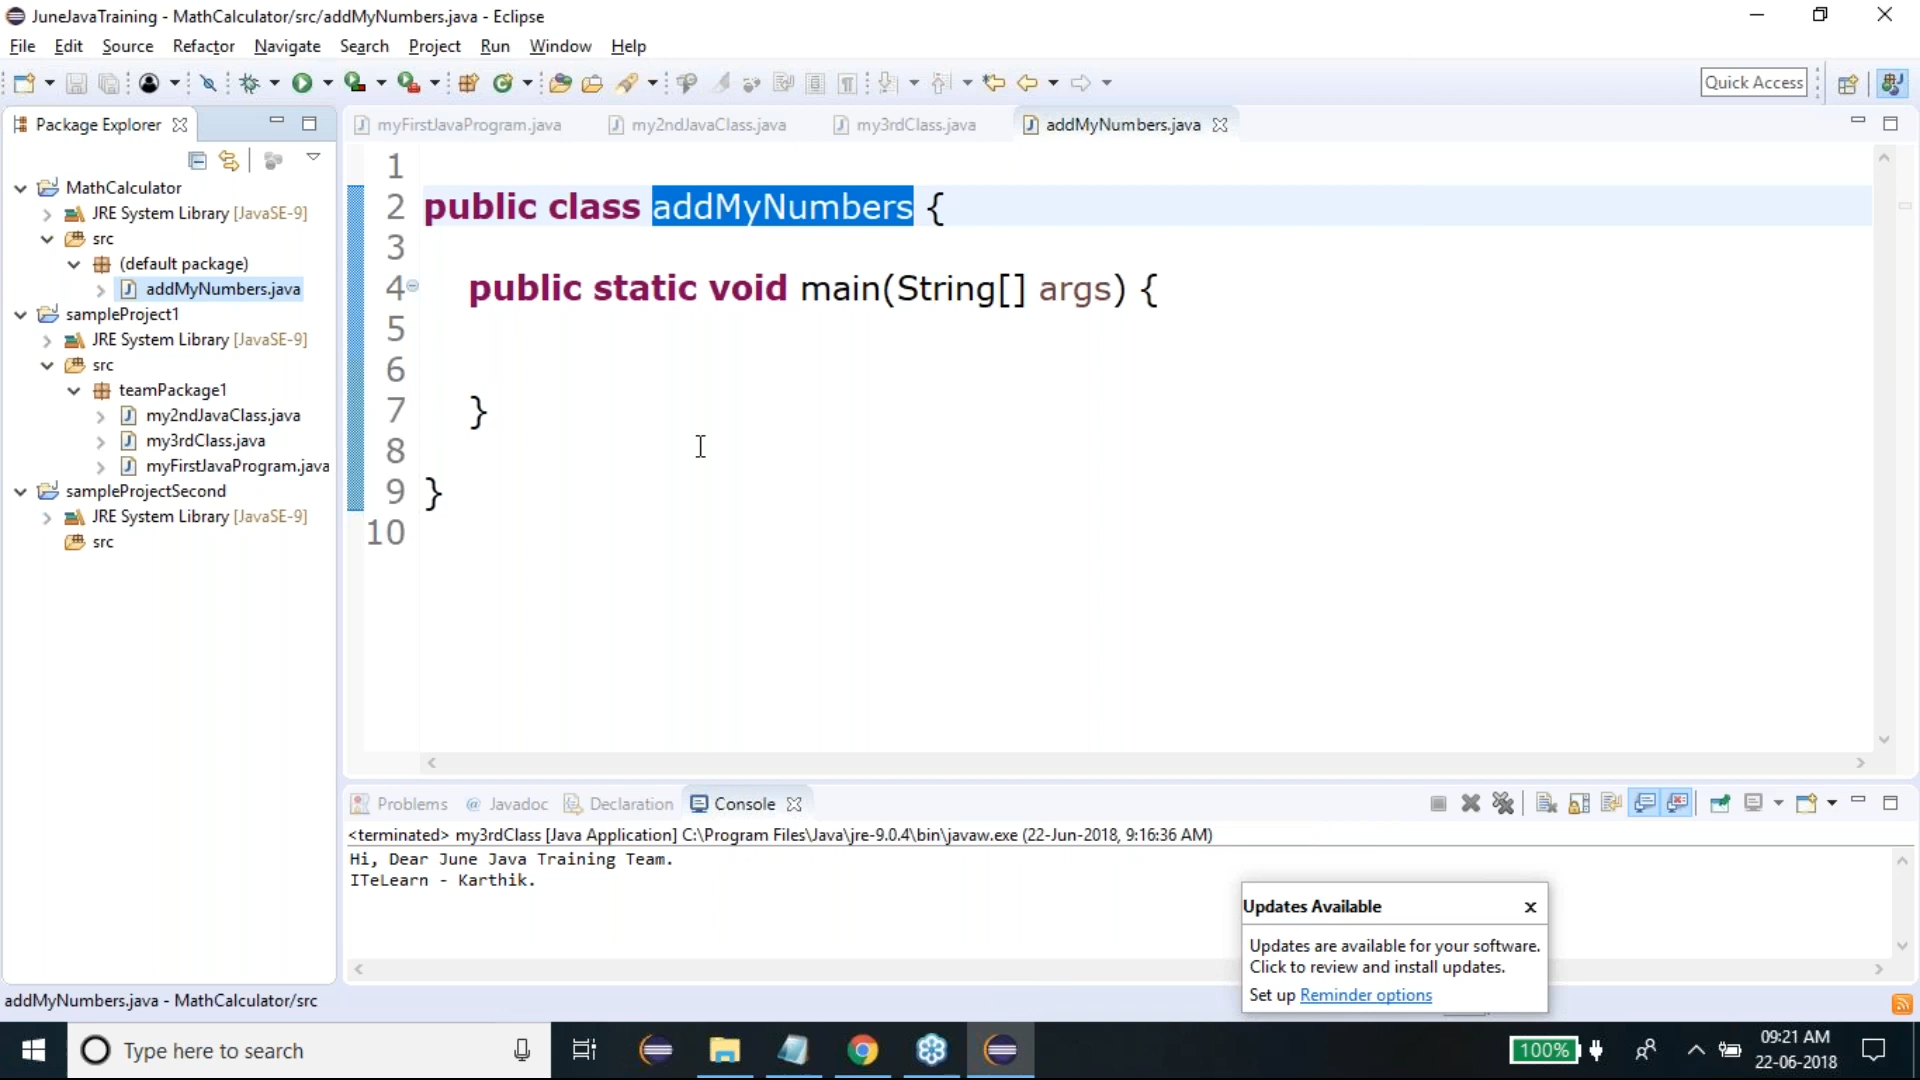 JuneJavaTraining - MathCalculator/src/addMyNumbers.java - Eclipse
File Edit Source Refactor Navigate Search Project Run Window Help
Quick Access
Package Explorer
myFirstJavaProgram.java my2ndJavaClass.java my3rdClass.java addMyNumbers.java
MathCalculator
JRE System Library [JavaSE-9]
src
(default package)
addMyNumbers.java
sampleProject1
JRE System Library [JavaSE-9]
src
teamPackage1
my2ndJavaClass.java
my3rdClass.java
myFirstJavaProgram.java
sampleProjectSecond
JRE System Library [JavaSE-9]
src
1
2 public class addMyNumbers {
3
4 public static void main(String[] args) {
5
6
7 }
8
9 }
10
Problems @ Javadoc Declaration Console
<terminated> my3rdClass [Java Application] C:\Program Files\Java\jre-9.0.4\bin\javaw.exe (22-Jun-2018, 9:16:36 AM)
Hi, Dear June Java Training Team.
ITeLearn - Karthik.
Updates Available
Updates are available for your software.
Click to review and install updates.
Set up Reminder options
addMyNumbers.java - MathCalculator/src
Type here to search
100%
09:21 AM
22-06-2018